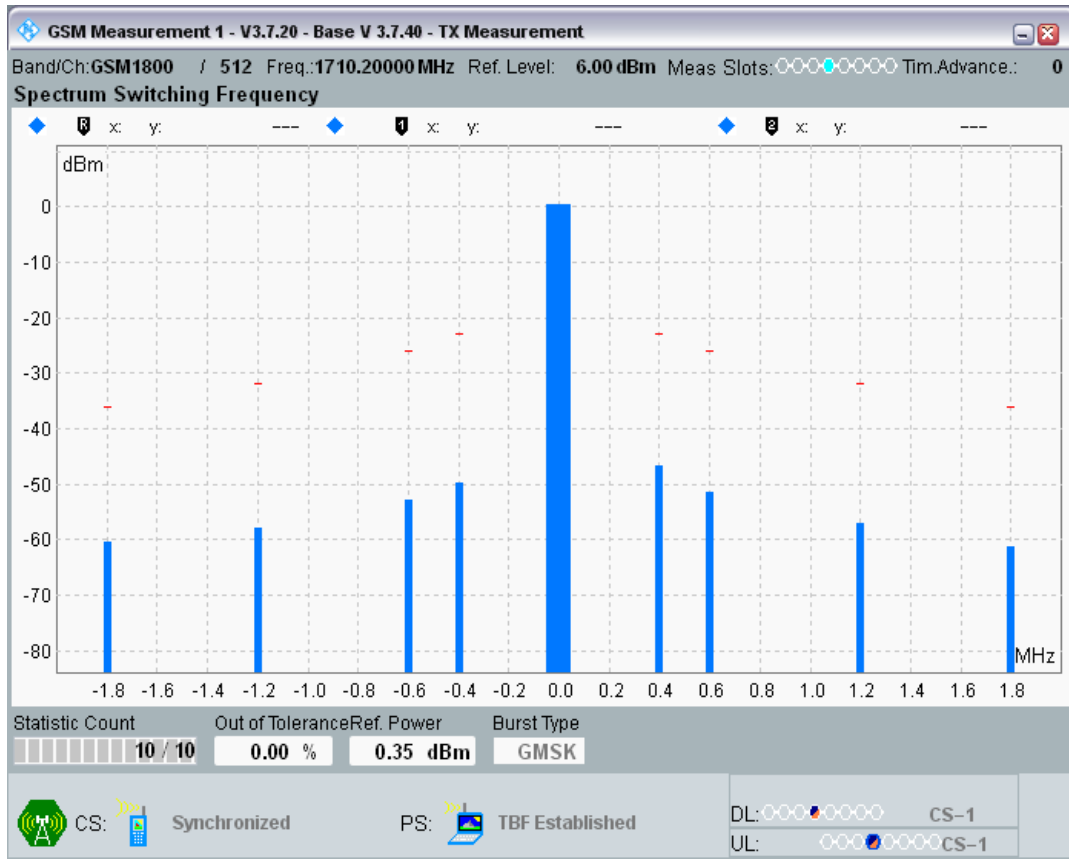 GSM Measurement 1 - V3.7.20 - Base V 3.7.40 - TX Measurement
Band/Ch:GSM1800 / 512 Freq.:1710.20000 MHz Ref. Level: 6.00 dBm Meas Slots: Tim.Advance.: 0
Spectrum Switching Frequency
R x: y: --- 1 x: y: --- 2 x: y: ---
dBm
0
-10
-20
-30
-40
-50
-60
-70
-80
MHz
-1.8 -1.6 -1.4 -1.2 -1.0 -0.8 -0.6 -0.4 -0.2 0.0 0.2 0.4 0.6 0.8 1.0 1.2 1.4 1.6 1.8
Statistic Count Out of Tolerance Ref. Power Burst Type
10 / 10 0.00 % 0.35 dBm GMSK
CS: Synchronized PS: TBF Established DL: CS-1
UL: CS-1